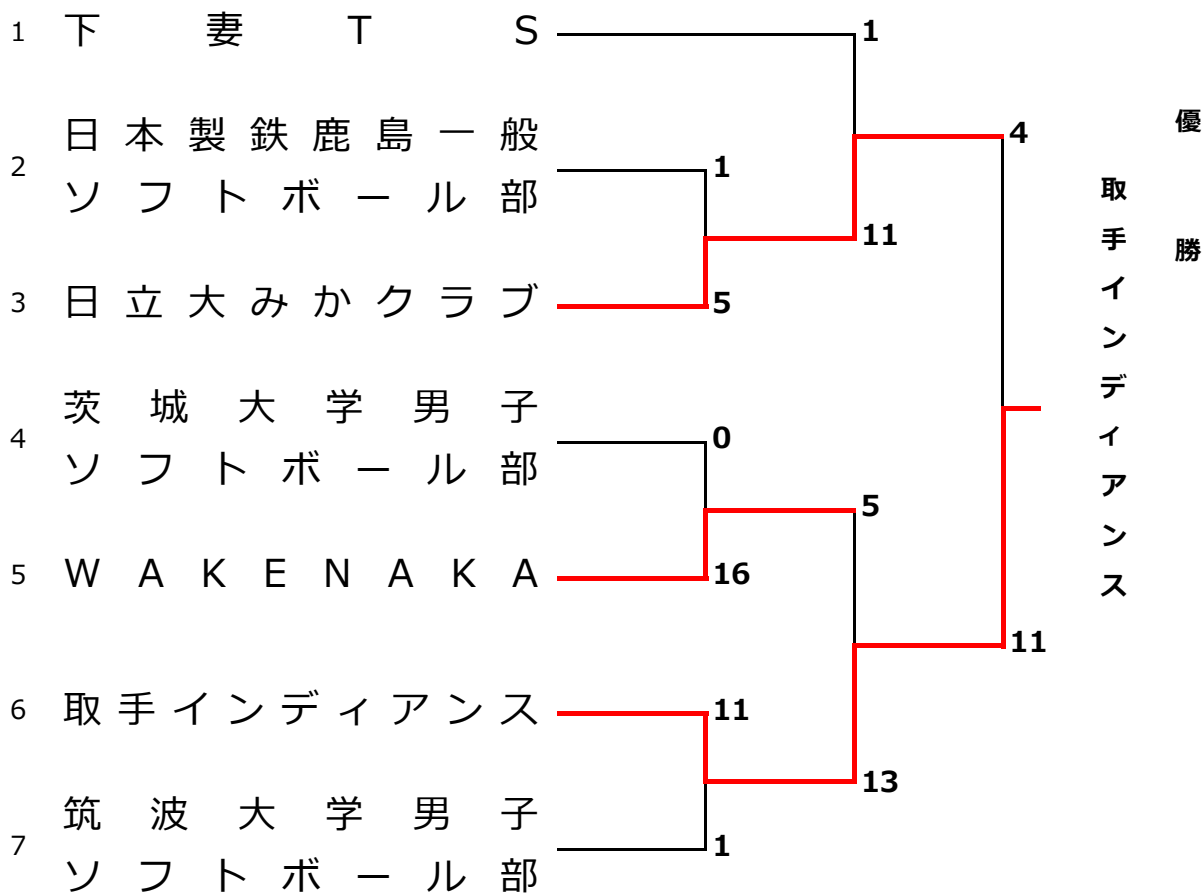 1 下妻TS 1
日本製鉄鹿島一般
2 1
ソフトボール部
11
3 日立大みかクラブ 5
4
茨城大学男子
4 0
ソフトボール部
5
5 WAKENAKA 16
11
6 取手インディアンス 11
13
筑波大学男子
7 1
ソフトボール部
優勝
取手インディアンス